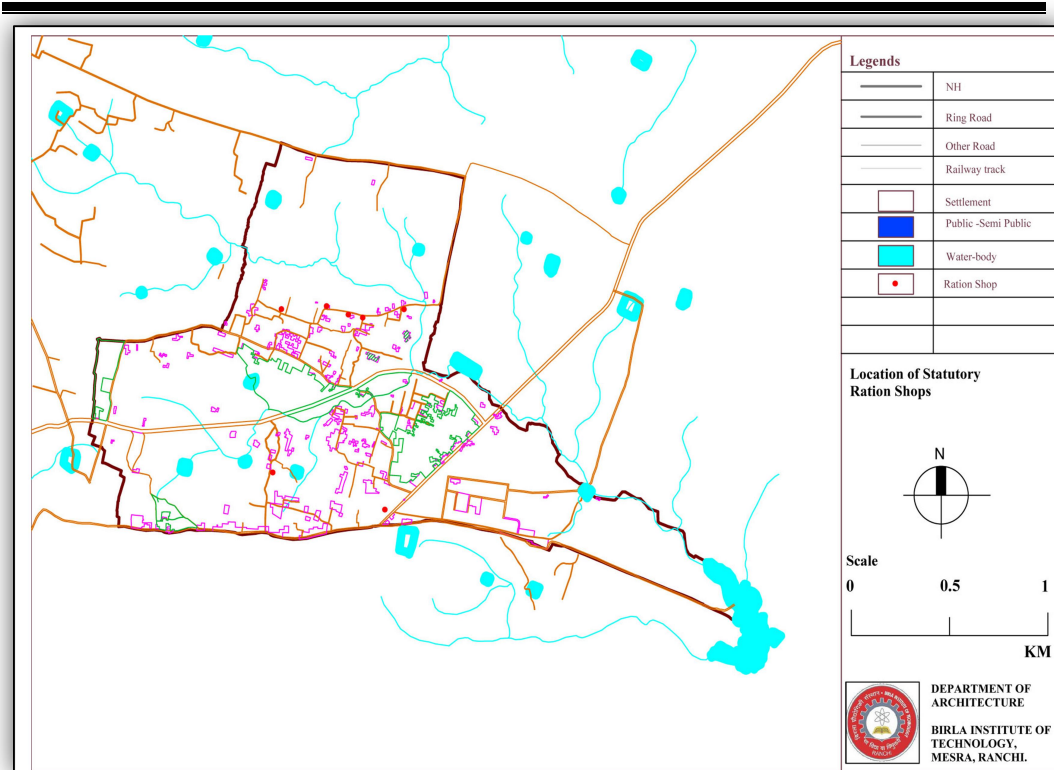 Legends
NH
Ring Road
Other Road
Railway track
Settlement
Public -Semi Public
Water-body
Ration Shop
Location of Statutory
Ration Shops
N
Scale
0 0.5 1
KM
DEPARTMENT OF
ARCHITECTURE
BIRLA INSTITUTE OF
TECHNOLOGY,
MESRA, RANCHI.
RANCHI